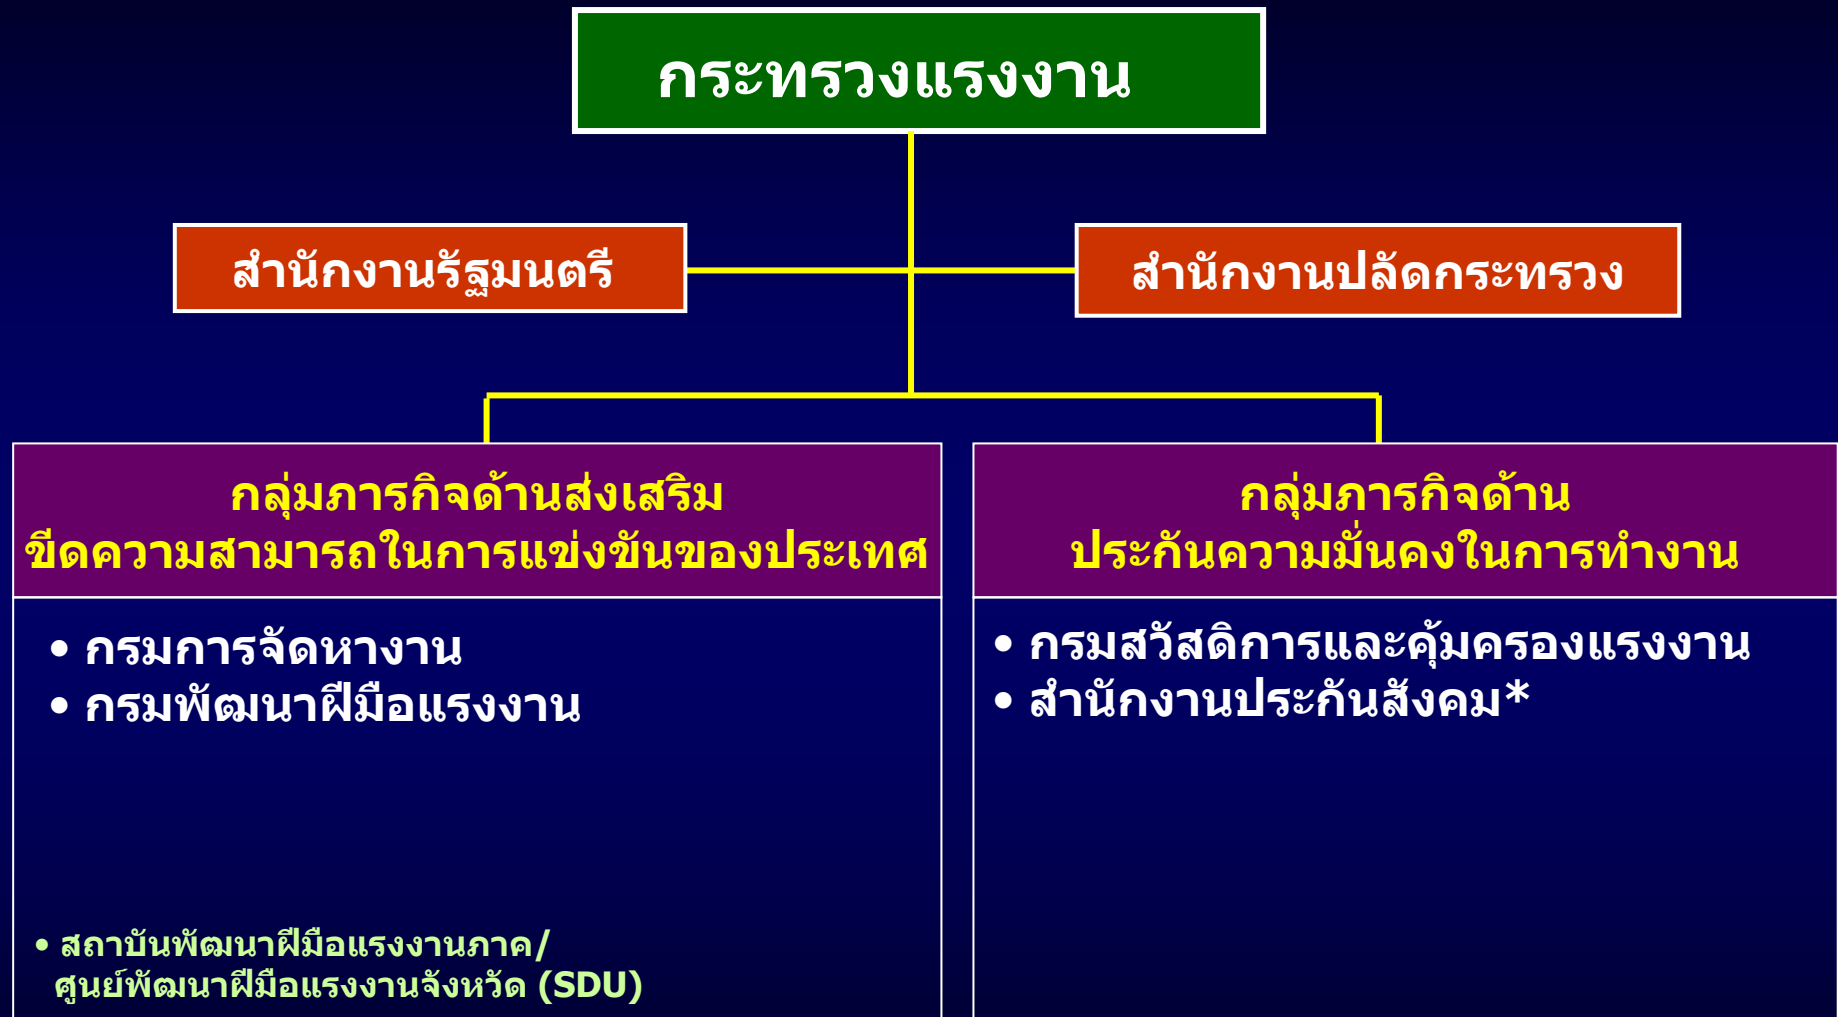 กระทรวงแรงงาน
สำนักงานรัฐมนตรี
สำนักงานปลัดกระทรวง
กลุ่มภารกิจด้านส่งเสริม
ขีดความสามารถในการแข่งขันของประเทศ
• กรมการจัดหางาน
• กรมพัฒนาฝีมือแรงงาน
• สถาบันพัฒนาฝีมือแรงงานภาค/
ศูนย์พัฒนาฝีมือแรงงานจังหวัด (SDU)
กลุ่มภารกิจด้าน
ประกันความมั่นคงในการทำงาน
• กรมสวัสดิการและคุ้มครองแรงงาน
• สำนักงานประกันสังคม*